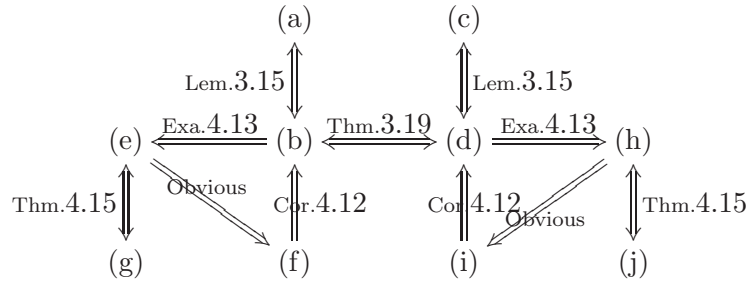 (a) (c)
Lem.3.15 Lem.3.15
Exa.4.13 Thm.3.19 Exa.4.13
(e) (b) (d) (h)
Obvious
Thm.4.15 Cor.4.12 Cor.4.12 Thm.4.15
Obvious
(g) (f) (i) (j)